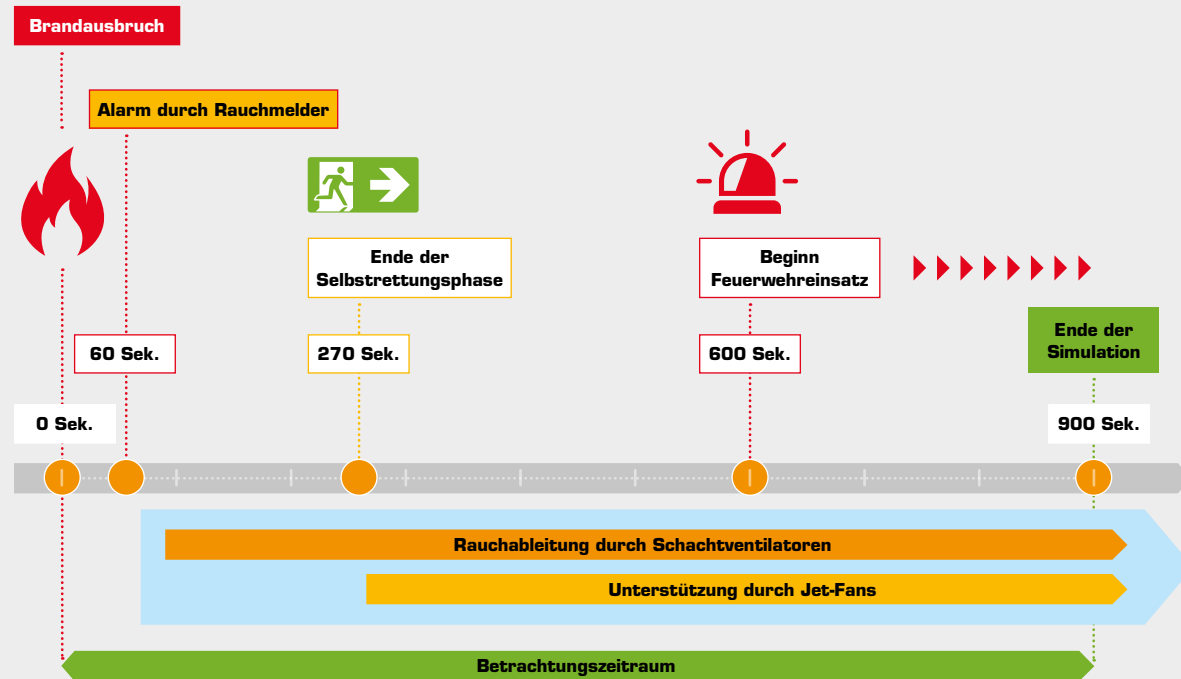 Brandausbruch
Alarm durch Rauchmelder
Ende der
Selbstrettungsphase
Beginn
Feuerwehreinsatz
60 Sek.
270 Sek.
600 Sek.
Ende der
Simulation
0 Sek.
900 Sek.
Rauchableitung durch Schachtventilatoren
Unterstützung durch Jet-Fans
Betrachtungszeitraum